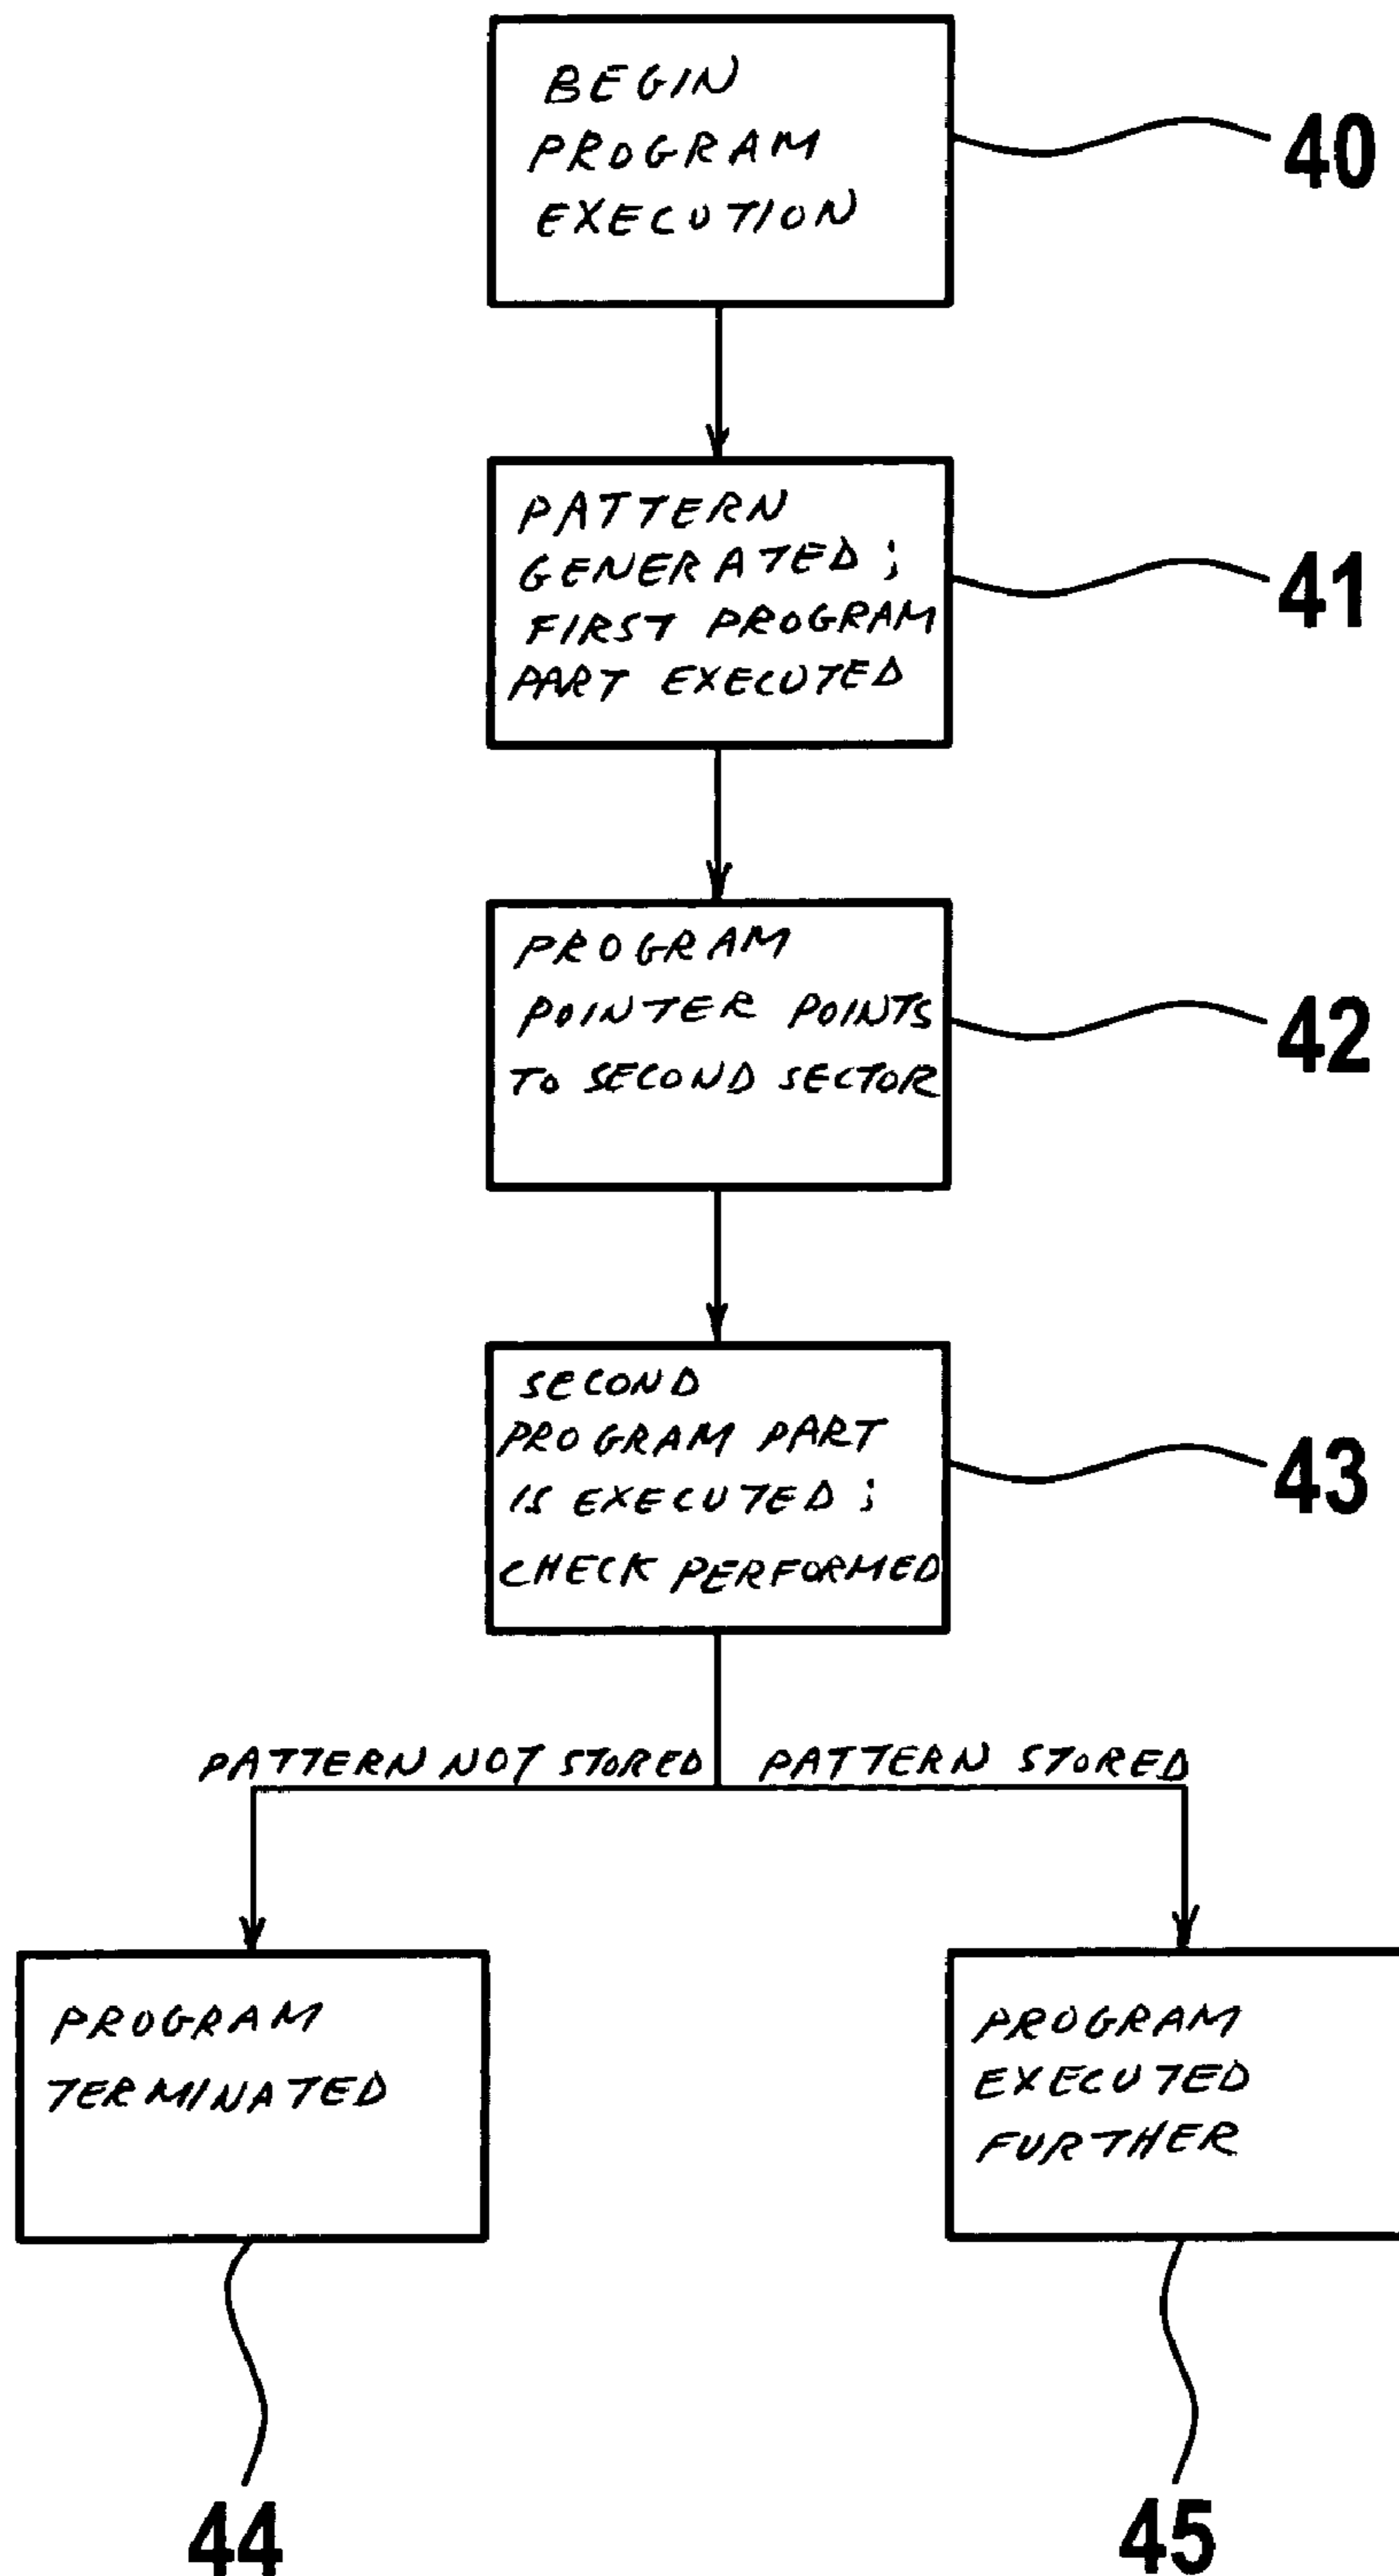 BEGIN
PROGRAM
EXECUTION
40
PATTERN
GENERATED;
FIRST PROGRAM
PART EXECUTED
41
PROGRAM
POINTER POINTS
TO SECOND SECTOR
42
SECOND
PROGRAM PART
IS EXECUTED;
CHECK PERFORMED
43
PATTERN NOT STORED
PATTERN STORED
PROGRAM
TERMINATED
PROGRAM
EXECUTED
FURTHER
44
45